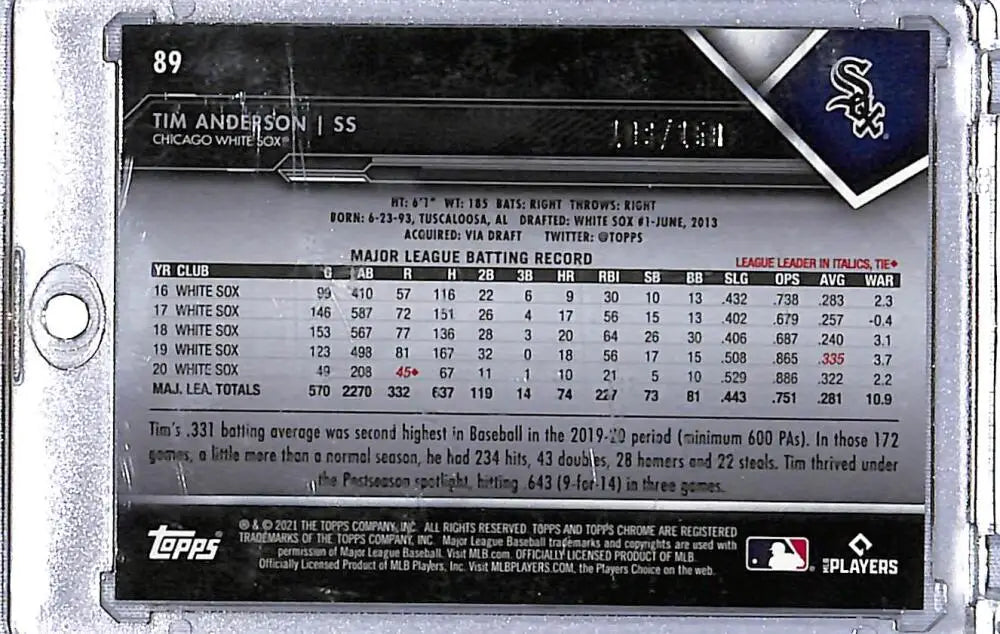 89
Sox
TIM ANDERSON | SS
CHICAGO WHITE SOX®
HT: 6'1" WT: 185 BATS: RIGHT THROWS: RIGHT
BORN: 6-23-93, TUSCALOOSA, AL DRAFTED: WHITE SOX #1-JUNE, 2013
ACQUIRED: VIA DRAFT TWITTER: @TOPPS
MAJOR LEAGUE BATTING RECORD
LEAGUE LEADER IN ITALICS, TIE♦
YR CLUB G AB R H 2B 3B HR RBI SB BB SLG OPS AVG WAR
16 WHITE SOX 99 410 57 116 22 6 9 30 10 13 .432 .738 .283 2.3
17 WHITE SOX 146 587 72 151 26 4 17 56 15 13 .402 .679 .257 -0.4
18 WHITE SOX 153 567 77 136 28 3 20 64 26 30 .406 .687 .240 3.1
19 WHITE SOX 123 498 81 167 32 0 18 56 17 15 .508 .865 .335 3.7
20 WHITE SOX 49 208 45♦ 67 11 1 10 21 5 10 .529 .886 .322 2.2
MAJ. LEA. TOTALS 570 2270 332 637 119 14 74 227 73 81 .443 .751 .281 10.9
Tim's .331 batting average was second highest in Baseball in the 2019-20 period (minimum 600 PAs). In those 172
games, a little more than a normal season, he had 234 hits, 43 doubles, 28 homers and 22 steals. Tim thrived under
the Postseason spotlight, hitting .643 (9-for-14) in three games.
Topps®
® & © 2021 THE TOPPS COMPANY, INC. ALL RIGHTS RESERVED. TOPPS AND TOPPS CHROME ARE REGISTERED
TRADEMARKS OF THE TOPPS COMPANY, INC. Major League Baseball trademarks and copyrights are used with
permission of Major League Baseball. Visit MLB.com. OFFICIALLY LICENSED PRODUCT OF MLB
Officially Licensed Product of MLB Players, Inc. Visit MLBPLAYERS.COM, the Players Choice on the web.
MLB PLAYERS